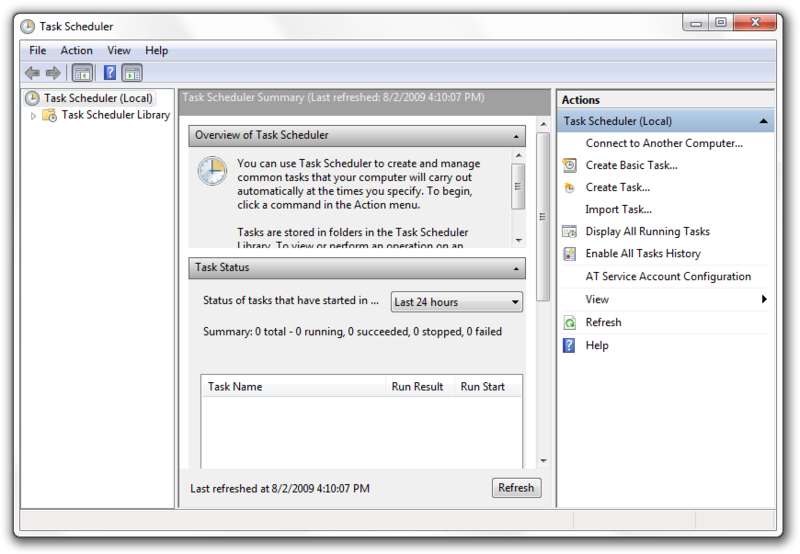 Task Scheduler
File Action View Help
Task Scheduler (Local)
Task Scheduler Library
Task Scheduler Summary (Last refreshed: 8/2/2009 4:10:07 PM)
Overview of Task Scheduler
You can use Task Scheduler to create and manage
common tasks that your computer will carry out
automatically at the times you specify. To begin,
click a command in the Action menu.
Tasks are stored in folders in the Task Scheduler
Library. To view or perform an operation on an
Task Status
Status of tasks that have started in ... Last 24 hours
Summary: 0 total - 0 running, 0 succeeded, 0 stopped, 0 failed
Task Name Run Result Run Start
Last refreshed at 8/2/2009 4:10:07 PM Refresh
Actions
Task Scheduler (Local)
Connect to Another Computer...
Create Basic Task...
Create Task...
Import Task...
Display All Running Tasks
Enable All Tasks History
AT Service Account Configuration
View
Refresh
Help